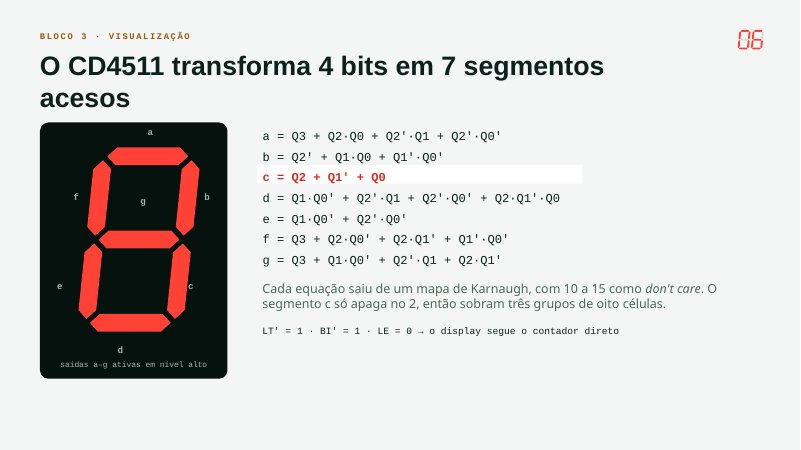 BLOCO 3 · VISUALIZAÇÃO
06
O CD4511 transforma 4 bits em 7 segmentos
acesos
a
f
g
b
e
c
d
saídas a–g ativas em nível alto
a = Q3 + Q2·Q0 + Q2'·Q1 + Q2'·Q0'
b = Q2' + Q1·Q0 + Q1'·Q0'
c = Q2 + Q1' + Q0
d = Q1·Q0' + Q2'·Q1 + Q2'·Q0' + Q2·Q1'·Q0
e = Q1·Q0' + Q2'·Q0'
f = Q3 + Q2·Q0' + Q2·Q1' + Q1'·Q0'
g = Q3 + Q1·Q0' + Q2'·Q1 + Q2·Q1'
Cada equação saiu de um mapa de Karnaugh, com 10 a 15 como don't care. O
segmento c só apaga no 2, então sobram três grupos de oito células.
LT' = 1 · BI' = 1 · LE = 0 → o display segue o contador direto